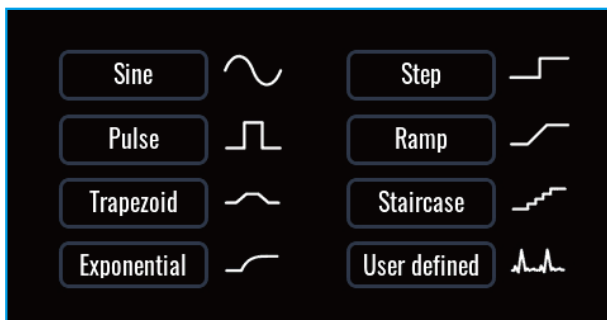 Sine
Step
Pulse
Ramp
Trapezoid
Staircase
Exponential
User defined